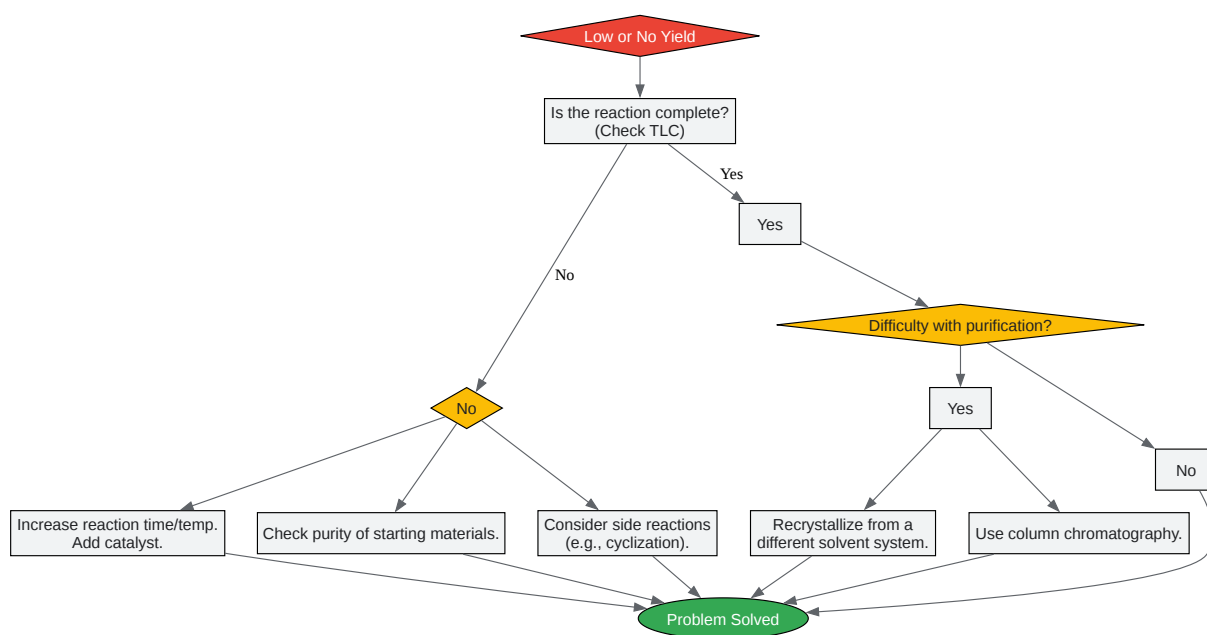 Low or No Yield
Is the reaction complete?
(Check TLC)
Yes
Yes
No
Difficulty with purification?
No
Yes
No
Increase reaction time/temp.
Add catalyst.
Check purity of starting materials.
Consider side reactions
(e.g., cyclization).
Recrystallize from a
different solvent system.
Use column chromatography.
Problem Solved